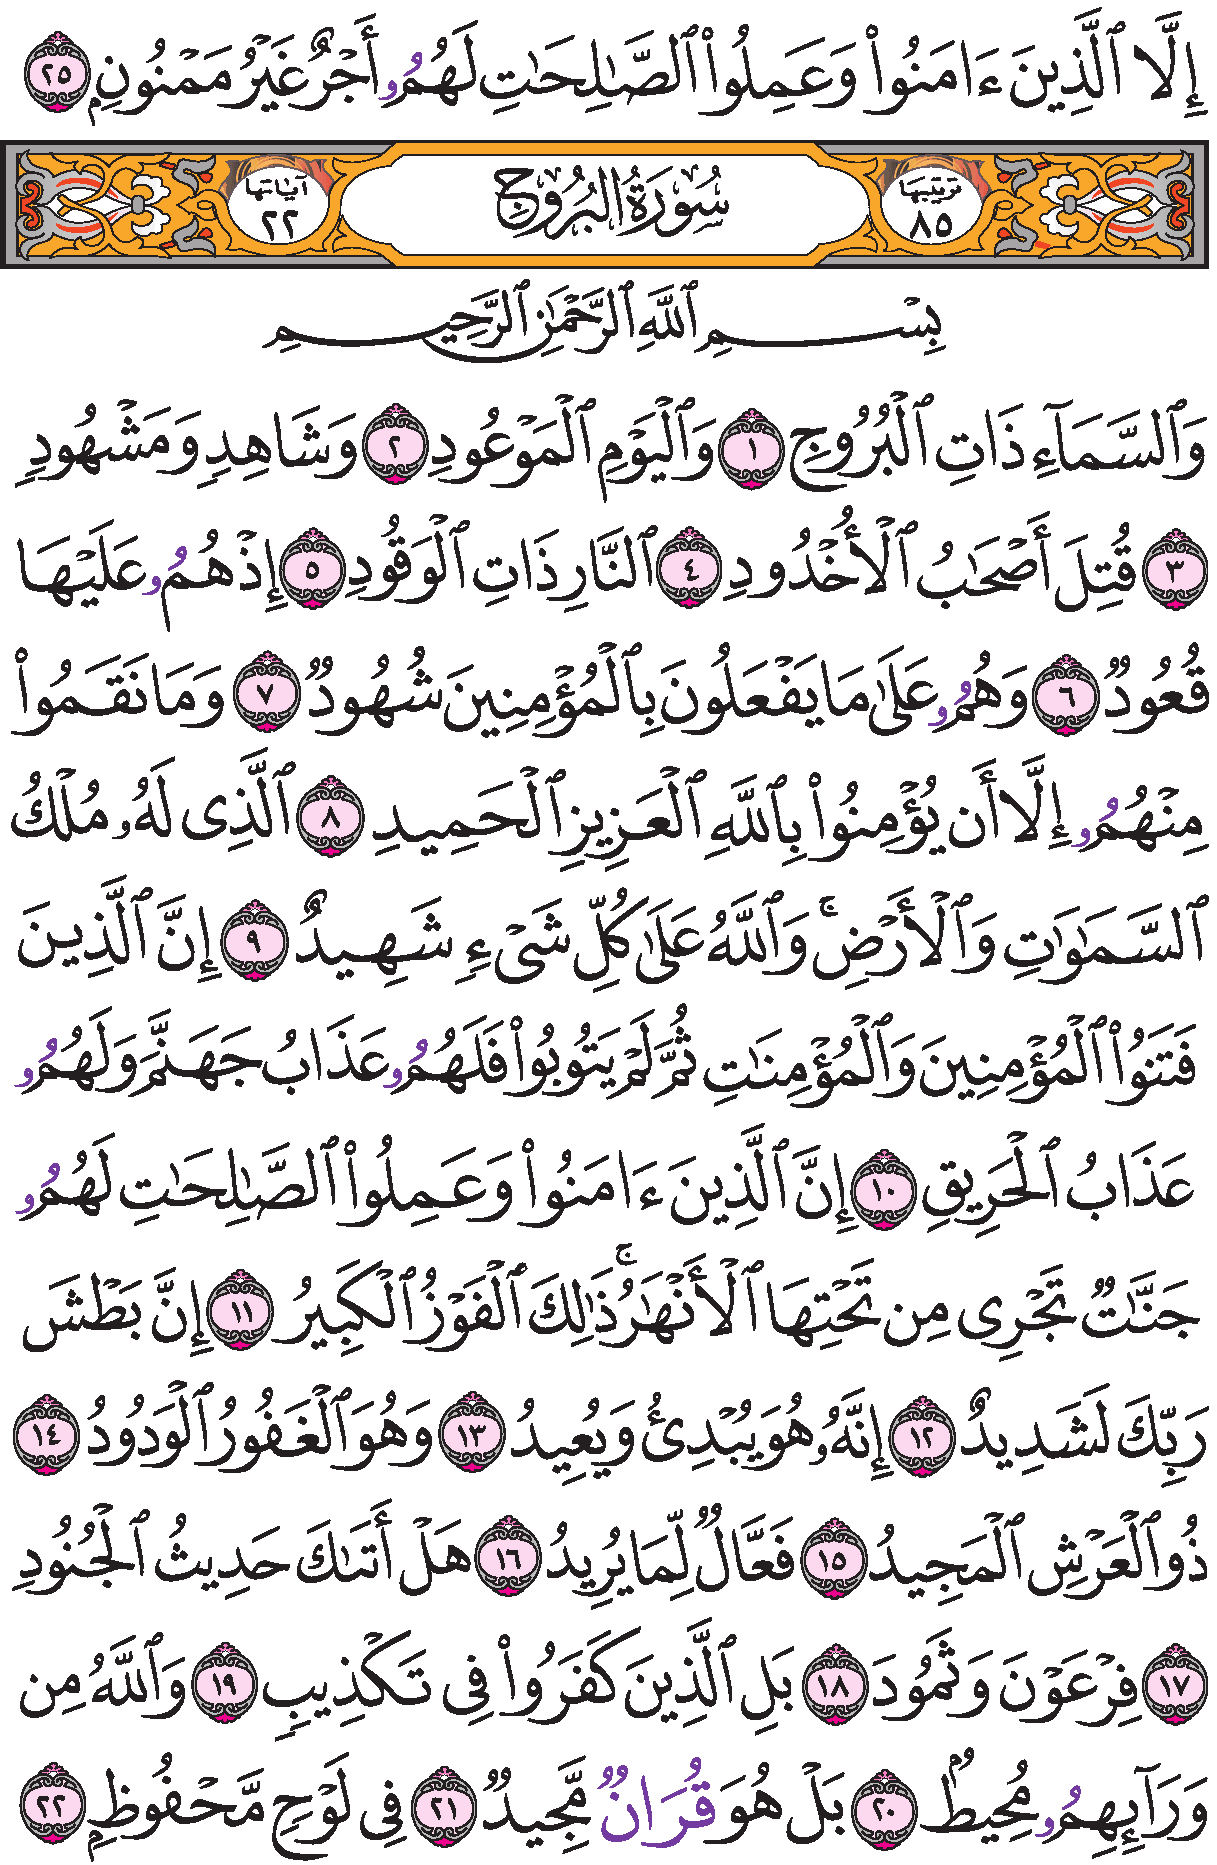 إِلَّا ٱلَّذِينَ ءَامَنُواْ وَعَمِلُواْ ٱلصَّـٰلِحَـٰتِ لَهُمُۥ أَجْرٌ غَيْرُ مَمْنُونِۭ ٢٥
تَرْتِيبُهَا ٨٥ سُورَةُ البُرُوجِ آيَاتُهَا ٢٢
بِسْمِ ٱللَّهِ ٱلرَّحْمَـٰنِ ٱلرَّحِيمِ
وَٱلسَّمَآءِ ذَاتِ ٱلْبُرُوجِ ١ وَٱلْيَوْمِ ٱلْمَوْعُودِ ٢ وَشَاهِدٍ وَمَشْهُودٍ
٣ قُتِلَ أَصْحَـٰبُ ٱلْأُخْدُودِ ٤ ٱلنَّارِ ذَاتِ ٱلْوَقُودِ ٥ إِذْ هُمُۥ عَلَيْهَا
قُعُودٌ ٦ وَهُمُۥ عَلَىٰ مَا يَفْعَلُونَ بِٱلْمُؤْمِنِينَ شُهُودٌ ٧ وَمَا نَقَمُواْ
مِنْهُمُۥ إِلَّا أَن يُؤْمِنُواْ بِٱللَّهِ ٱلْعَزِيزِ ٱلْحَمِيدِ ٨ ٱلَّذِى لَهُۥ مُلْكُ
ٱلسَّمَـٰوَٰتِ وَٱلْأَرْضِۚ وَٱللَّهُ عَلَىٰ كُلِّ شَىْءٍ شَهِيدٌ ٩ إِنَّ ٱلَّذِينَ
فَتَنُواْ ٱلْمُؤْمِنِينَ وَٱلْمُؤْمِنَـٰتِ ثُمَّ لَمْ يَتُوبُواْ فَلَهُمُۥ عَذَابُ جَهَنَّمَ وَلَهُمُۥ
عَذَابُ ٱلْحَرِيقِ ١٠ إِنَّ ٱلَّذِينَ ءَامَنُواْ وَعَمِلُواْ ٱلصَّـٰلِحَـٰتِ لَهُمُۥ
جَنَّـٰتٌ تَجْرِى مِن تَحْتِهَا ٱلْأَنْهَـٰرُۚ ذَٰلِكَ ٱلْفَوْزُ ٱلْكَبِيرُ ١١ إِنَّ بَطْشَ
رَبِّكَ لَشَدِيدٌ ١٢ إِنَّهُۥ هُوَ يُبْدِئُ وَيُعِيدُ ١٣ وَهُوَ ٱلْغَفُورُ ٱلْوَدُودُ ١٤
ذُو ٱلْعَرْشِ ٱلْمَجِيدُ ١٥ فَعَّالٌ لِّمَا يُرِيدُ ١٦ هَلْ أَتَىٰكَ حَدِيثُ ٱلْجُنُودِ
١٧ فِرْعَوْنَ وَثَمُودَ ١٨ بَلِ ٱلَّذِينَ كَفَرُواْ فِى تَكْذِيبٍ ١٩ وَٱللَّهُ مِن
وَرَآئِهِمُۥ مُحِيطٌۢ ٢٠ بَلْ هُوَ قُرَانٌ مَّجِيدٌ ٢١ فِى لَوْحٍ مَّحْفُوظِۭ ٢٢